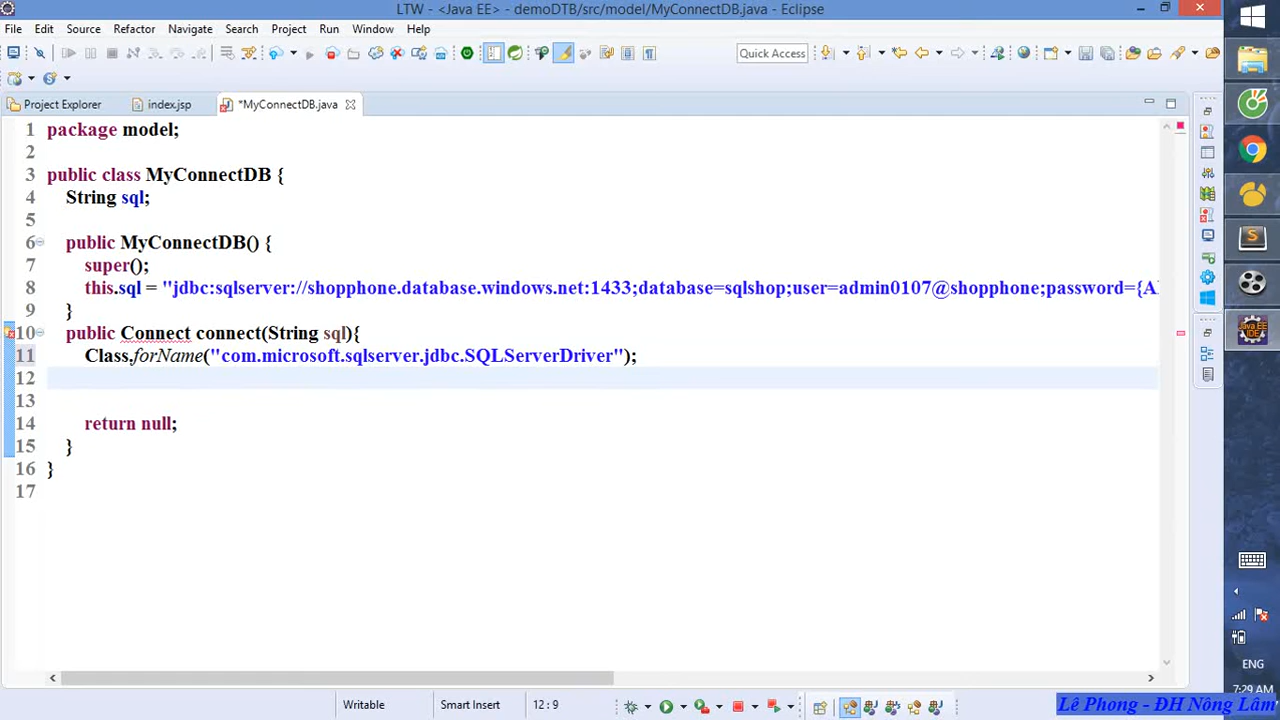 LTW - <Java EE> - demoDTB/src/model/MyConnectDB.java - Eclipse
File Edit Source Refactor Navigate Search Project Run Window Help
Quick Access
Project Explorer index.jsp *MyConnectDB.java
1 package model;
2
3 public class MyConnectDB {
4 String sql;
5
6 public MyConnectDB() {
7 super();
8 this.sql = "jdbc:sqlserver://shopphone.database.windows.net:1433;database=sqlshop;user=admin0107@shopphone;password={A
9 }
10 public Connect connect(String sql){
11 Class.forName("com.microsoft.sqlserver.jdbc.SQLServerDriver");
12
13
14 return null;
15 }
16 }
17
ENG
7:29 AM
Writable Smart Insert 12 : 9
Lê Phong - ĐH Nông Lâm